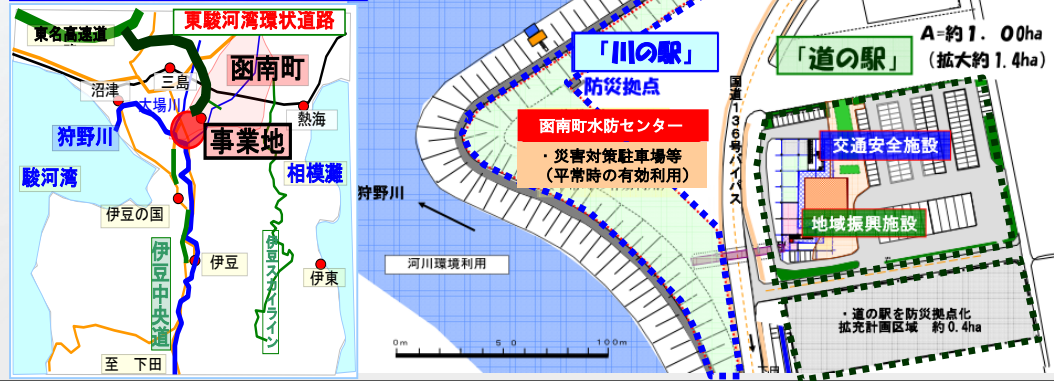 東駿河湾環状道路
東名高速道
函南町
沼津
三島
大場川
熱海
狩野川
事業地
駿河湾
相模灘
伊豆の国
伊豆中央道
伊豆
伊豆スカイライン
伊東
至 下田
「川の駅」
防災拠点
函南町水防センター
・災害対策駐車場等
(平常時の有効利用)
狩野川
河川環境利用
0m 50 100m
国道136号バイパス
「道の駅」
A=約1.00ha
(拡大約1.4ha)
交通安全施設
地域振興施設
・道の駅を防災拠点化
拡充計画区域 約0.4ha